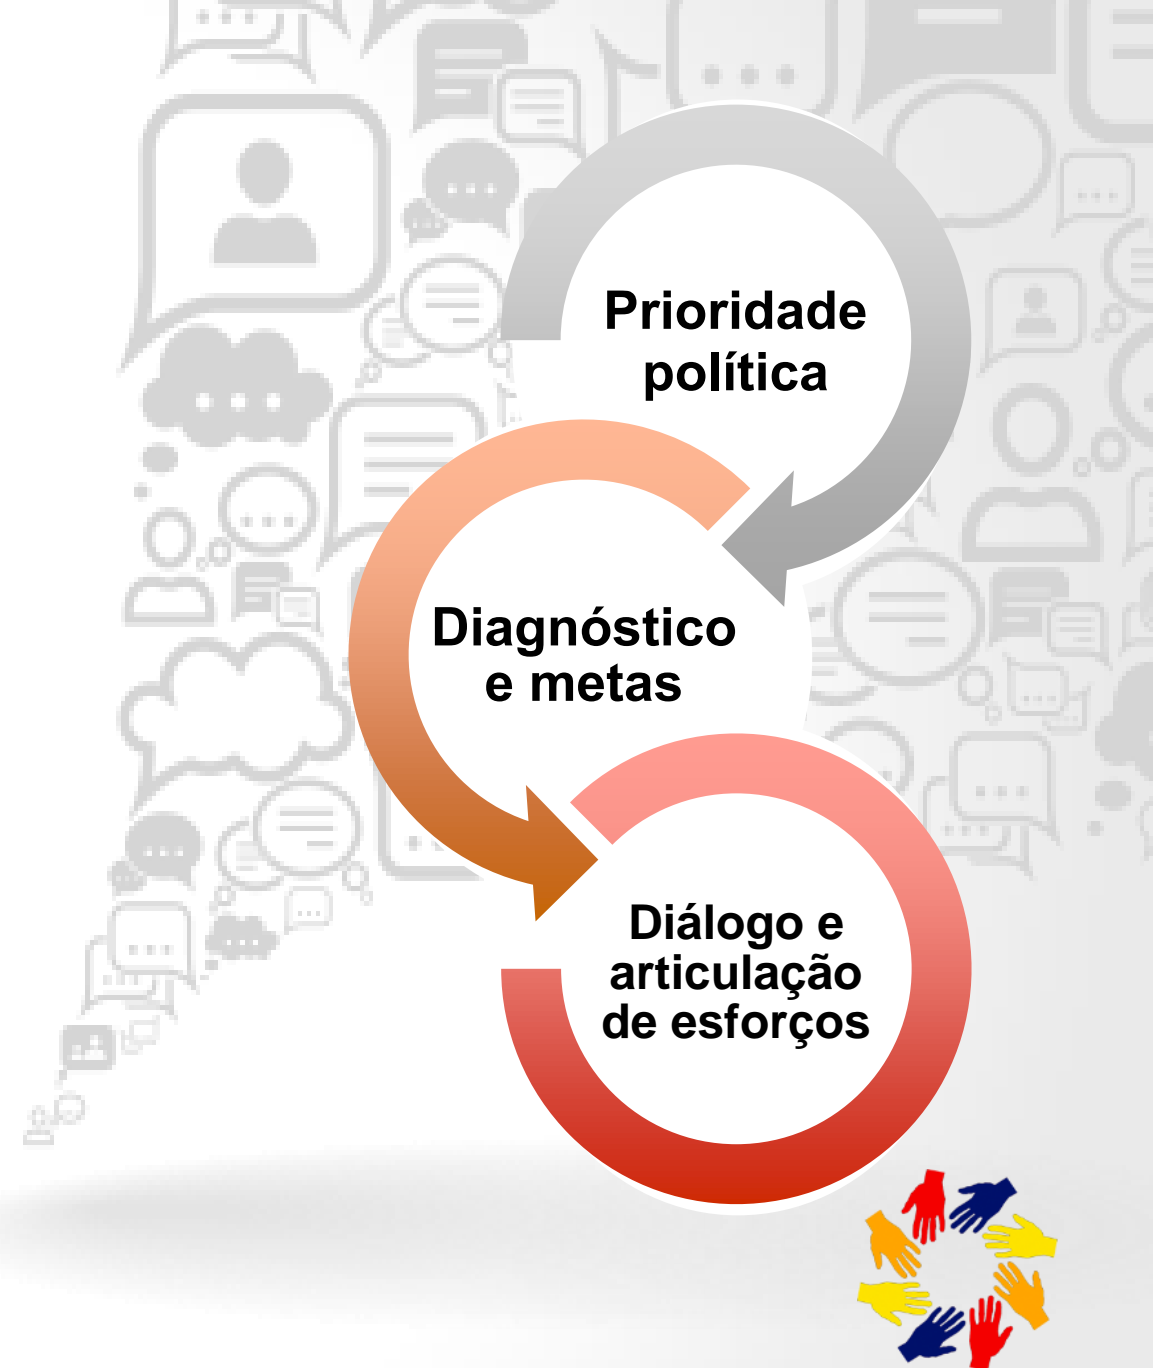 Prioridade
política
Diagnóstico
e metas
Diálogo e
articulação
de esforços